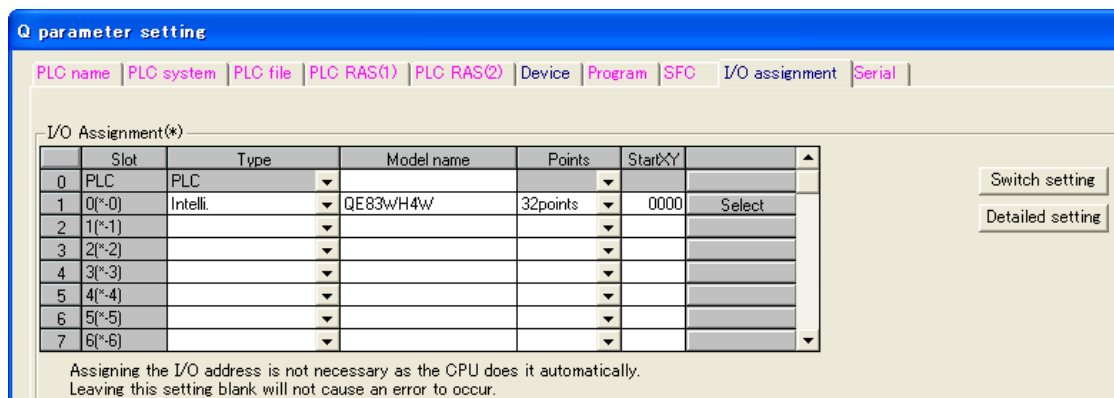 Q parameter setting
PLC name PLC system PLC file PLC RAS(1) PLC RAS(2) Device Program SFC I/O assignment Serial
I/O Assignment(*)
Slot Type Model name Points StartXY
0 PLC PLC
1 0(*-0) Intelli. QE83WH4W 32points 0000 Select
2 1(*-1)
3 2(*-2)
4 3(*-3)
5 4(*-4)
6 5(*-5)
7 6(*-6)
Switch setting
Detailed setting
Assigning the I/O address is not necessary as the CPU does it automatically.
Leaving this setting blank will not cause an error to occur.